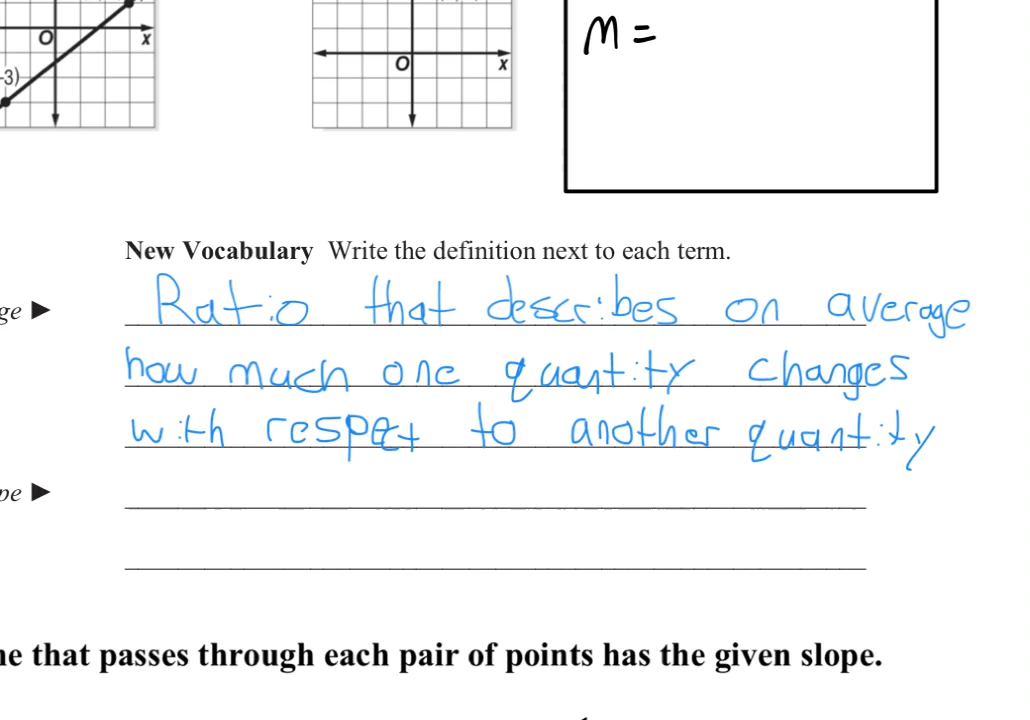 M =
O x
-3)
O x
New Vocabulary Write the definition next to each term.
ge ▶ Ratio that describes on average
how much one quantity changes
with respet to another quantity
pe ▶
ne that passes through each pair of points has the given slope.